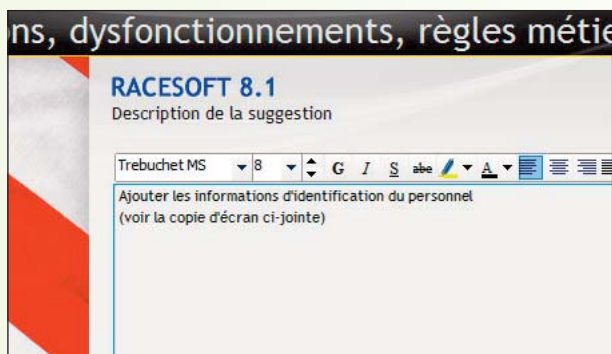 ns, dysfonctionnements, règles métie
RACESOFT 8.1
Description de la suggestion
Trebuchet MS 8 G I S abc A
Ajouter les informations d'identification du personnel
(voir la copie d'écran ci-jointe)